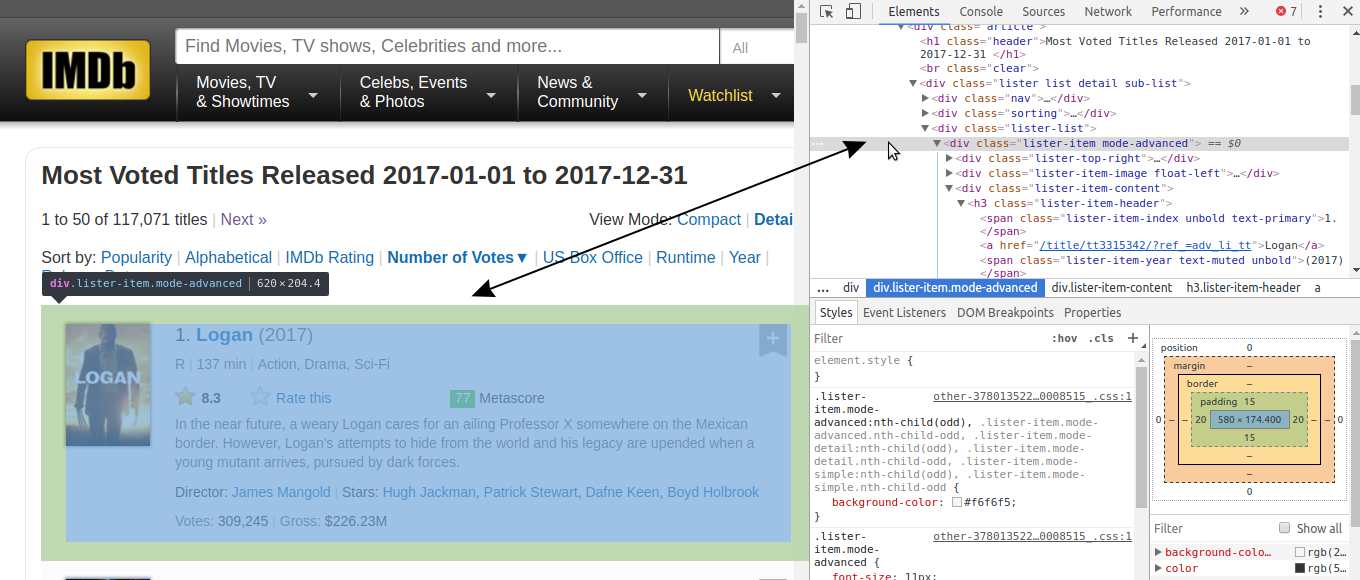 IMDb
Find Movies, TV shows, Celebrities and more...
All
Movies, TV
& Showtimes
Celebs, Events
& Photos
News &
Community
Watchlist
Most Voted Titles Released 2017-01-01 to 2017-12-31
1 to 50 of 117,071 titles | Next »
View Mode: Compact | Detai
Sort by: Popularity | Alphabetical | IMDb Rating | Number of Votes▼ | US Box Office | Runtime | Year |
div.lister-item.mode-advanced | 620×204.4
LOGAN
1. Logan (2017)
R | 137 min | Action, Drama, Sci-Fi
8.3 Rate this 77 Metascore
In the near future, a weary Logan cares for an ailing Professor X somewhere on the Mexican
border. However, Logan's attempts to hide from the world and his legacy are upended when a
young mutant arrives, pursued by dark forces.
Director: James Mangold | Stars: Hugh Jackman, Patrick Stewart, Dafne Keen, Boyd Holbrook
Votes: 309,245 | Gross: $226.23M
Elements Console Sources Network Performance » 7
<div class="article">
<h1 class="header">Most Voted Titles Released 2017-01-01 to
2017-12-31 </h1>
<br class="clear">
▼<div class="lister list detail sub-list">
▶<div class="nav">…</div>
▶<div class="sorting">…</div>
▼<div class="lister-list">
▼<div class="lister-item mode-advanced"> == $0
▶<div class="lister-top-right">…</div>
▶<div class="lister-item-image float-left">…</div>
▼<div class="lister-item-content">
▼<h3 class="lister-item-header">
<span class="lister-item-index unbold text-primary">1.
</span>
<a href="/title/tt3315342/?ref_=adv_li_tt">Logan</a>
<span class="lister-item-year text-muted unbold">(2017)
</span>
... div div.lister-item.mode-advanced div.lister-item-content h3.lister-item-header a
Styles Event Listeners DOM Breakpoints Properties
Filter :hov .cls +
element.style {
}
.lister- other-378013522…0008515_.css:1
item.mode-
advanced:nth-child(odd), .lister-item.mode-
advanced.nth-child-odd, .lister-item.mode-
detail:nth-child(odd), .lister-item.mode-
detail.nth-child-odd, .lister-item.mode-
simple:nth-child(odd), .lister-item.mode-
simple.nth-child-odd {
background-color: #f6f6f5;
}
.lister- other-378013522…0008515_.css:1
item.mode-
advanced {
font-size: 11px;
position 0
margin –
border –
padding 15
0 – – 20 580 × 174.400 20 – – 0
15
–
–
0
Filter Show all
▶background-colo… rgb(2…
▶color rgb(5…